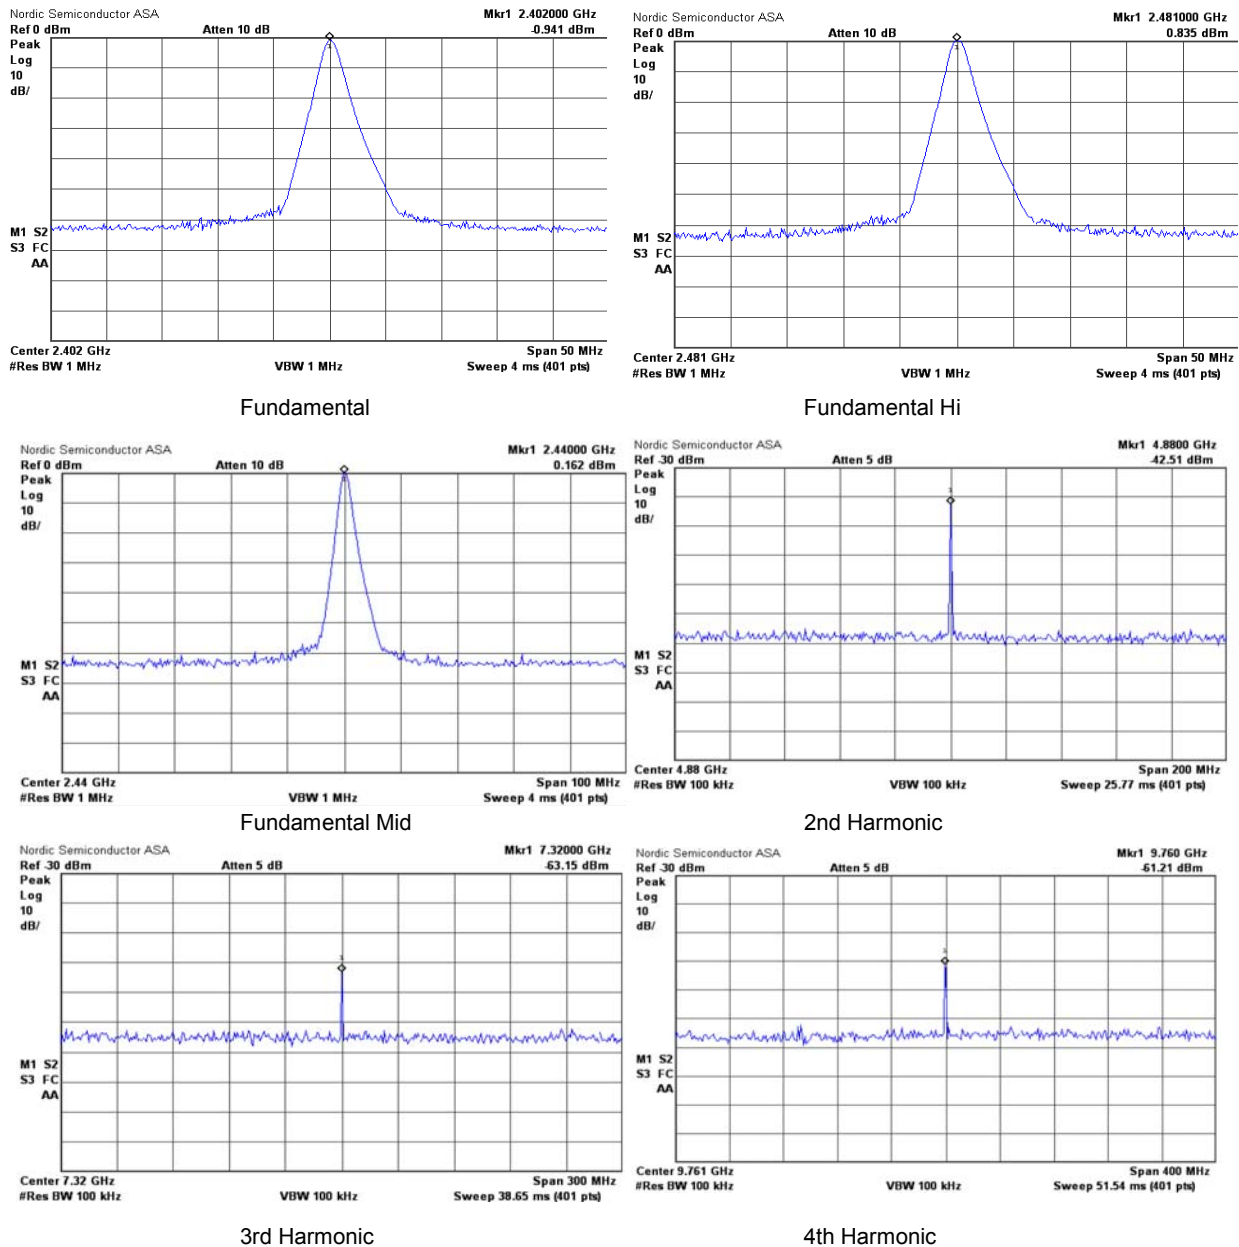 Nordic Semiconductor ASA
Mkr1 2.402000 GHz
Ref 0 dBm Atten 10 dB -0.941 dBm
Peak
Log
10
dB/
M1 S2
S3 FC
AA
Center 2.402 GHz Span 50 MHz
#Res BW 1 MHz VBW 1 MHz Sweep 4 ms (401 pts)
Fundamental
Nordic Semiconductor ASA
Mkr1 2.481000 GHz
Ref 0 dBm Atten 10 dB 0.835 dBm
Peak
Log
10
dB/
1
M1 S2
S3 FC
AA
Center 2.481 GHz Span 50 MHz
#Res BW 1 MHz VBW 1 MHz Sweep 4 ms (401 pts)
Fundamental Hi
Nordic Semiconductor ASA
Mkr1 2.44000 GHz
Ref 0 dBm Atten 10 dB 0.162 dBm
Peak
Log
10
dB/
M1 S2
S3 FC
AA
Center 2.44 GHz Span 100 MHz
#Res BW 1 MHz VBW 1 MHz Sweep 4 ms (401 pts)
Fundamental Mid
Nordic Semiconductor ASA
Mkr1 4.8800 GHz
Ref -30 dBm Atten 5 dB -42.51 dBm
Peak
Log
10
dB/
1
M1 S2
S3 FC
AA
Center 4.88 GHz Span 200 MHz
#Res BW 100 kHz VBW 100 kHz Sweep 25.77 ms (401 pts)
2nd Harmonic
Nordic Semiconductor ASA
Mkr1 7.32000 GHz
Ref -30 dBm Atten 5 dB -63.15 dBm
Peak
Log
10
dB/
1
M1 S2
S3 FC
AA
Center 7.32 GHz Span 300 MHz
#Res BW 100 kHz VBW 100 kHz Sweep 38.65 ms (401 pts)
3rd Harmonic
Nordic Semiconductor ASA
Mkr1 9.760 GHz
Ref -30 dBm Atten 5 dB -61.21 dBm
Peak
Log
10
dB/
1
M1 S2
S3 FC
AA
Center 9.761 GHz Span 400 MHz
#Res BW 100 kHz VBW 100 kHz Sweep 51.54 ms (401 pts)
4th Harmonic